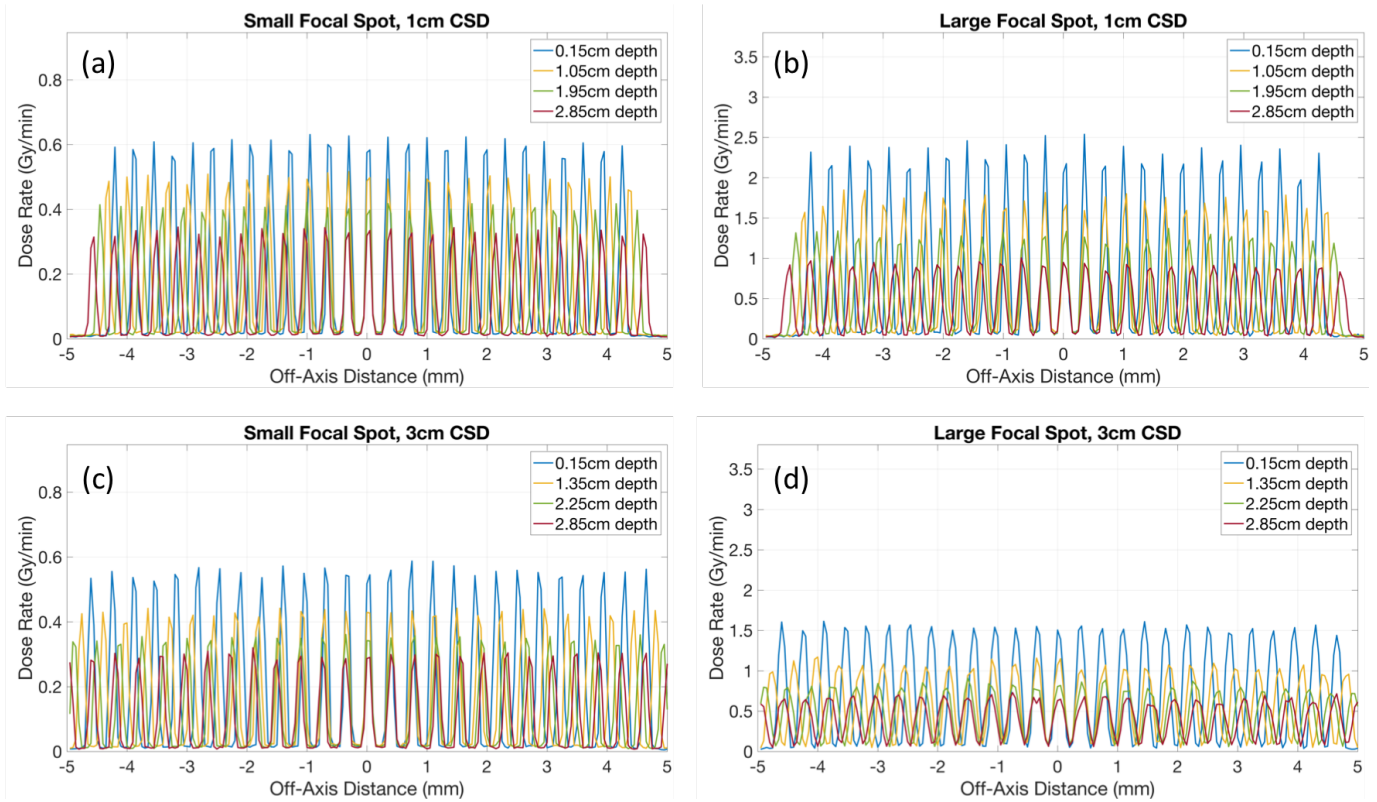 Small Focal Spot, 1cm CSD
(a)
0.15cm depth
1.05cm depth
1.95cm depth
2.85cm depth
Dose Rate (Gy/min)
0.8
0.6
0.4
0.2
0
-5 -4 -3 -2 -1 0 1 2 3 4 5
Off-Axis Distance (mm)
Large Focal Spot, 1cm CSD
(b)
0.15cm depth
1.05cm depth
1.95cm depth
2.85cm depth
Dose Rate (Gy/min)
3.5
3
2.5
2
1.5
1
0.5
0
-5 -4 -3 -2 -1 0 1 2 3 4 5
Off-Axis Distance (mm)
Small Focal Spot, 3cm CSD
(c)
0.15cm depth
1.35cm depth
2.25cm depth
2.85cm depth
Dose Rate (Gy/min)
0.8
0.6
0.4
0.2
0
-5 -4 -3 -2 -1 0 1 2 3 4 5
Off-Axis Distance (mm)
Large Focal Spot, 3cm CSD
(d)
0.15cm depth
1.35cm depth
2.25cm depth
2.85cm depth
Dose Rate (Gy/min)
3.5
3
2.5
2
1.5
1
0.5
0
-5 -4 -3 -2 -1 0 1 2 3 4 5
Off-Axis Distance (mm)